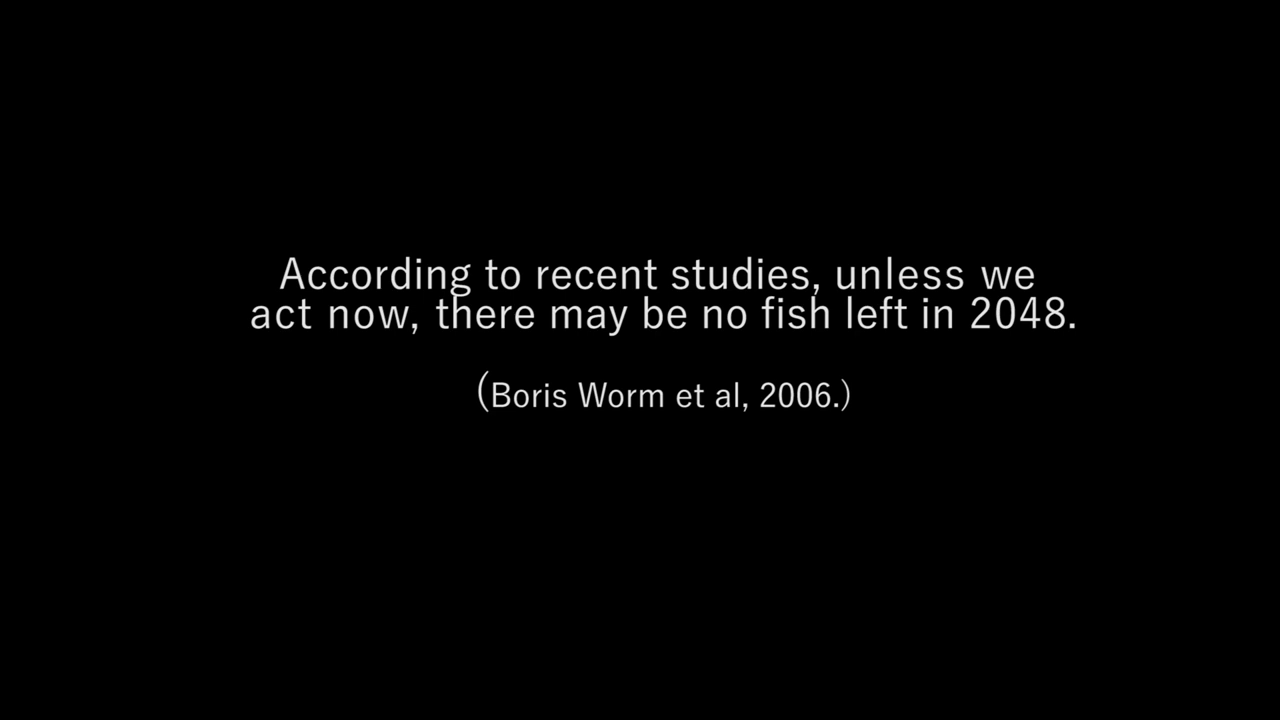 According to recent studies, unless we
act now, there may be no fish left in 2048.
(Boris Worm et al, 2006.)